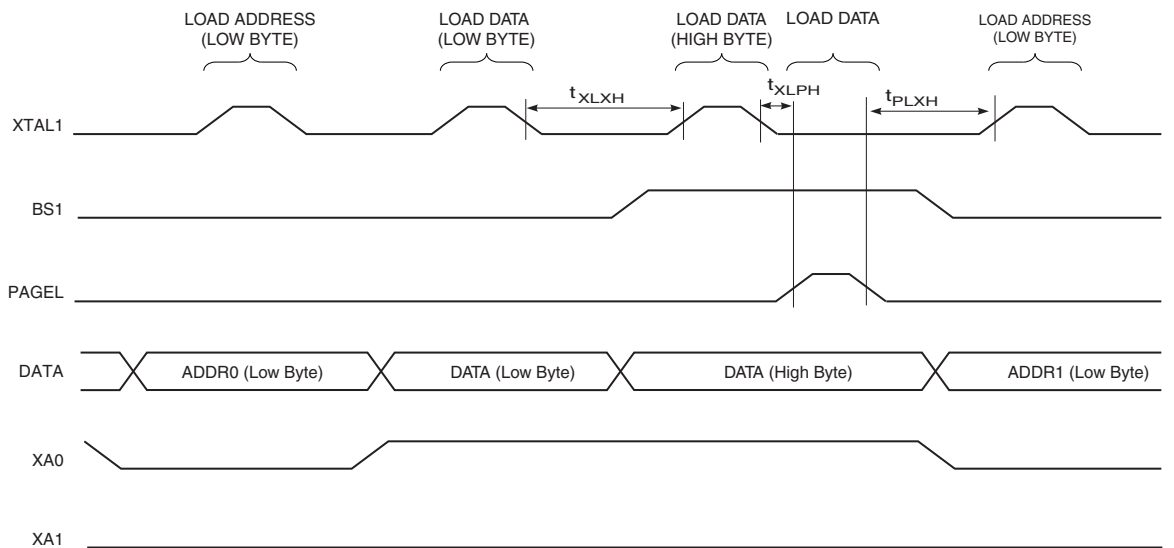 LOAD ADDRESS
(LOW BYTE)
LOAD DATA
(LOW BYTE)
LOAD DATA
(HIGH BYTE)
LOAD DATA
LOAD ADDRESS
(LOW BYTE)
tXLXH
tXLPH
tPLXH
XTAL1
BS1
PAGEL
DATA
ADDR0 (Low Byte)
DATA (Low Byte)
DATA (High Byte)
ADDR1 (Low Byte)
XA0
XA1